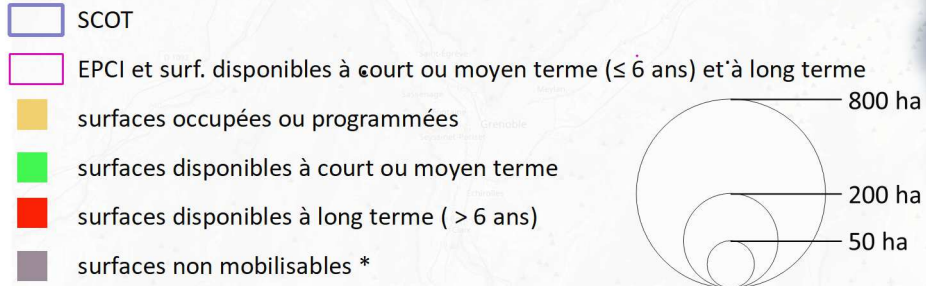 SCOT
EPCI et surf. disponibles à court ou moyen terme (≤ 6 ans) et à long terme
surfaces occupées ou programmées
surfaces disponibles à court ou moyen terme
surfaces disponibles à long terme ( > 6 ans)
surfaces non mobilisables *
800 ha
200 ha
50 ha
Grenoble